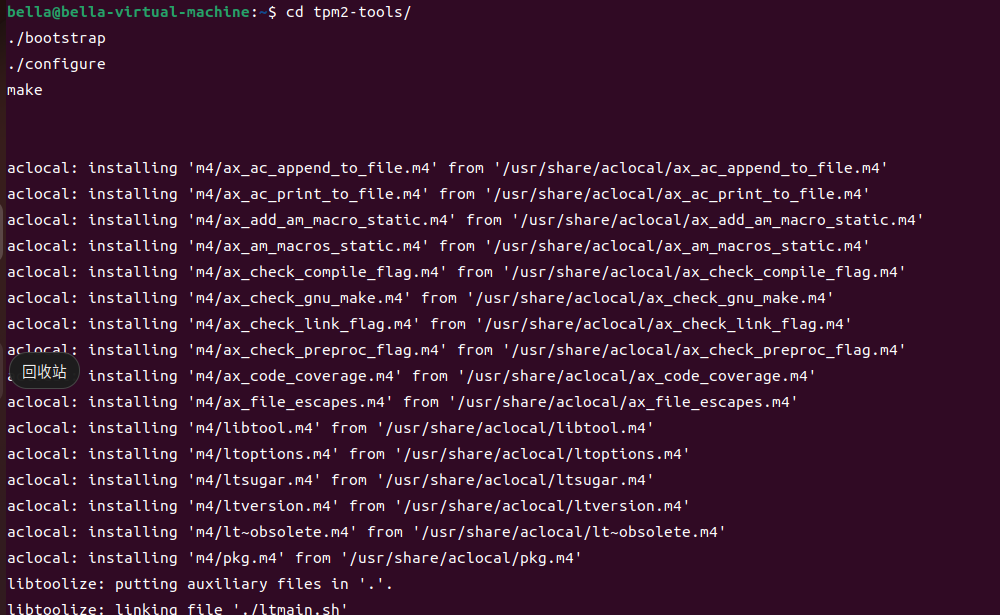 bella@bella-virtual-machine:~$ cd tpm2-tools/
./bootstrap
./configure
make
aclocal: installing 'm4/ax_ac_append_to_file.m4' from '/usr/share/aclocal/ax_ac_append_to_file.m4'
aclocal: installing 'm4/ax_ac_print_to_file.m4' from '/usr/share/aclocal/ax_ac_print_to_file.m4'
aclocal: installing 'm4/ax_add_am_macro_static.m4' from '/usr/share/aclocal/ax_add_am_macro_static.m4'
aclocal: installing 'm4/ax_am_macros_static.m4' from '/usr/share/aclocal/ax_am_macros_static.m4'
aclocal: installing 'm4/ax_check_compile_flag.m4' from '/usr/share/aclocal/ax_check_compile_flag.m4'
aclocal: installing 'm4/ax_check_gnu_make.m4' from '/usr/share/aclocal/ax_check_gnu_make.m4'
aclocal: installing 'm4/ax_check_link_flag.m4' from '/usr/share/aclocal/ax_check_link_flag.m4'
aclocal: installing 'm4/ax_check_preproc_flag.m4' from '/usr/share/aclocal/ax_check_preproc_flag.m4'
回收站
installing 'm4/ax_code_coverage.m4' from '/usr/share/aclocal/ax_code_coverage.m4'
aclocal: installing 'm4/ax_file_escapes.m4' from '/usr/share/aclocal/ax_file_escapes.m4'
aclocal: installing 'm4/libtool.m4' from '/usr/share/aclocal/libtool.m4'
aclocal: installing 'm4/ltoptions.m4' from '/usr/share/aclocal/ltoptions.m4'
aclocal: installing 'm4/ltsugar.m4' from '/usr/share/aclocal/ltsugar.m4'
aclocal: installing 'm4/ltversion.m4' from '/usr/share/aclocal/ltversion.m4'
aclocal: installing 'm4/lt~obsolete.m4' from '/usr/share/aclocal/lt~obsolete.m4'
aclocal: installing 'm4/pkg.m4' from '/usr/share/aclocal/pkg.m4'
libtoolize: putting auxiliary files in '.'.
libtoolize: linking file './ltmain.sh'